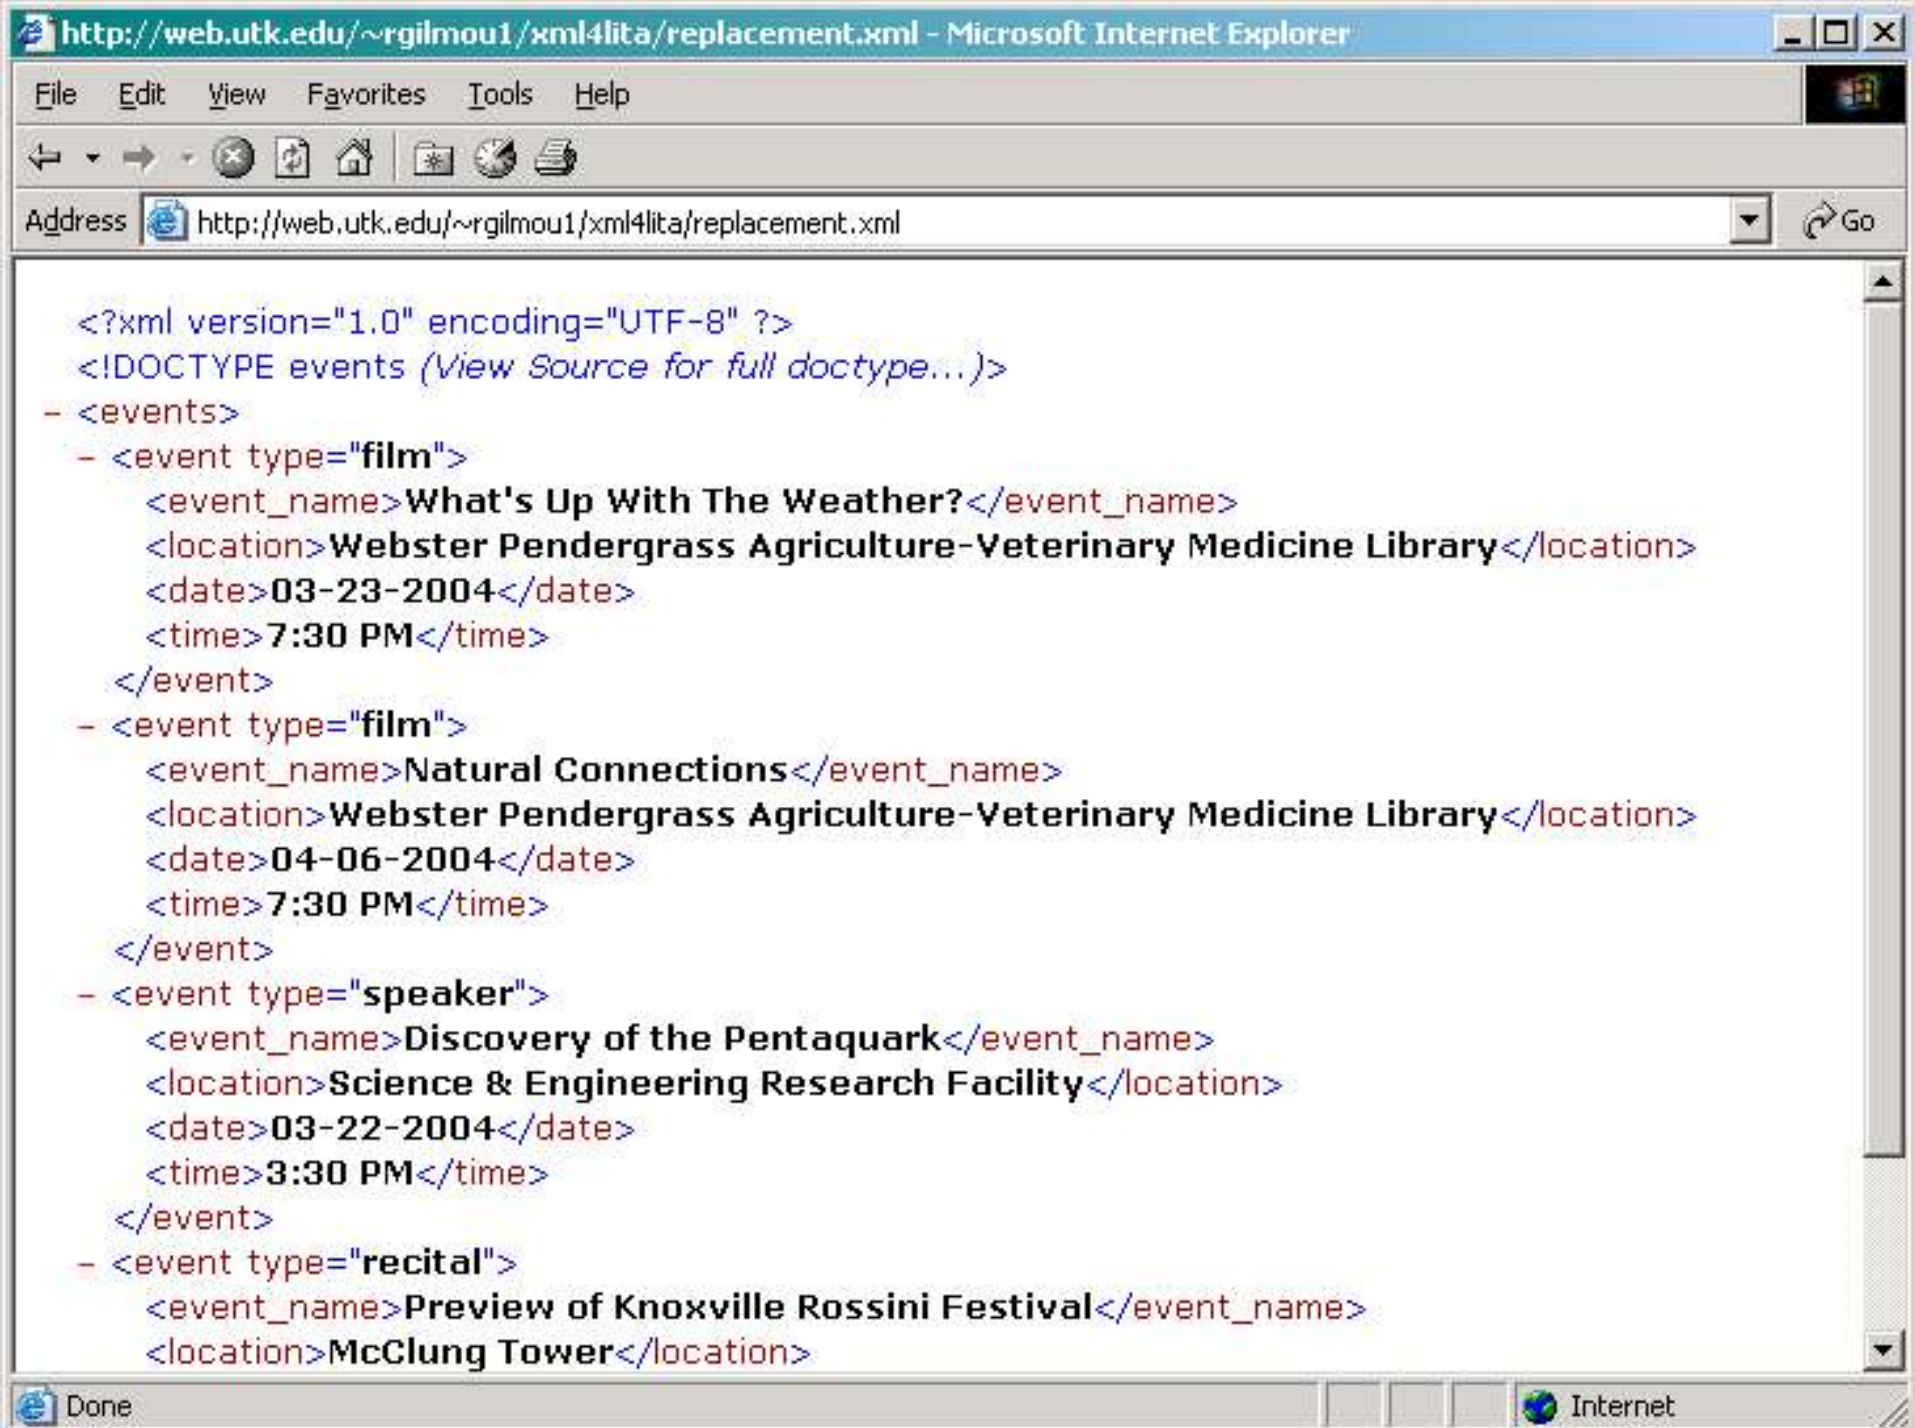 http://web.utk.edu/~rgilmou1/xml4lita/replacement.xml - Microsoft Internet Explorer
File Edit View Favorites Tools Help
Address http://web.utk.edu/~rgilmou1/xml4lita/replacement.xml Go
<?xml version="1.0" encoding="UTF-8" ?>
<!DOCTYPE events (View Source for full doctype...)>
- <events>
- <event type="film">
<event_name>What's Up With The Weather?</event_name>
<location>Webster Pendergrass Agriculture-Veterinary Medicine Library</location>
<date>03-23-2004</date>
<time>7:30 PM</time>
</event>
- <event type="film">
<event_name>Natural Connections</event_name>
<location>Webster Pendergrass Agriculture-Veterinary Medicine Library</location>
<date>04-06-2004</date>
<time>7:30 PM</time>
</event>
- <event type="speaker">
<event_name>Discovery of the Pentaquark</event_name>
<location>Science & Engineering Research Facility</location>
<date>03-22-2004</date>
<time>3:30 PM</time>
</event>
- <event type="recital">
<event_name>Preview of Knoxville Rossini Festival</event_name>
<location>McClung Tower</location>
Done Internet